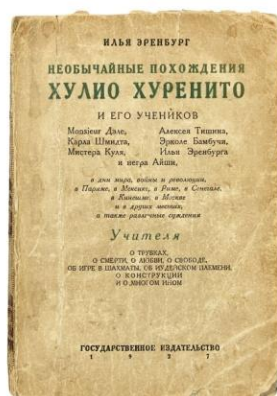 ИЛЬЯ ЭРЕНБУРГ
НЕОБЫЧАЙНЫЕ ПОХОЖДЕНИЯ
ХУЛИО ХУРЕНИТО
И ЕГО УЧЕНИКОВ
Monsieur Дэле, Алексея Тишина,
Карла Шмидта, Эрколе Бамбучи,
Мистера Куля, Ильи Эренбурга
и негра Айши,
в дни мира, войны и революции,
в Париже, в Мексике, в Риме, в Сенегале,
в Кинешме, в Москве
и в других местах,
а также различные суждения
Учителя
О ТРУБКАХ,
О СМЕРТИ, О ЛЮБВИ, О СВОБОДЕ,
ОБ ИГРЕ В ШАХМАТЫ, ОБ ИУДЕЙСКОМ ПЛЕМЕНИ,
О КОНСТРУКЦИИ
И О МНОГОМ ИНОМ
ГОСУДАРСТВЕННОЕ ИЗДАТЕЛЬСТВО
1927